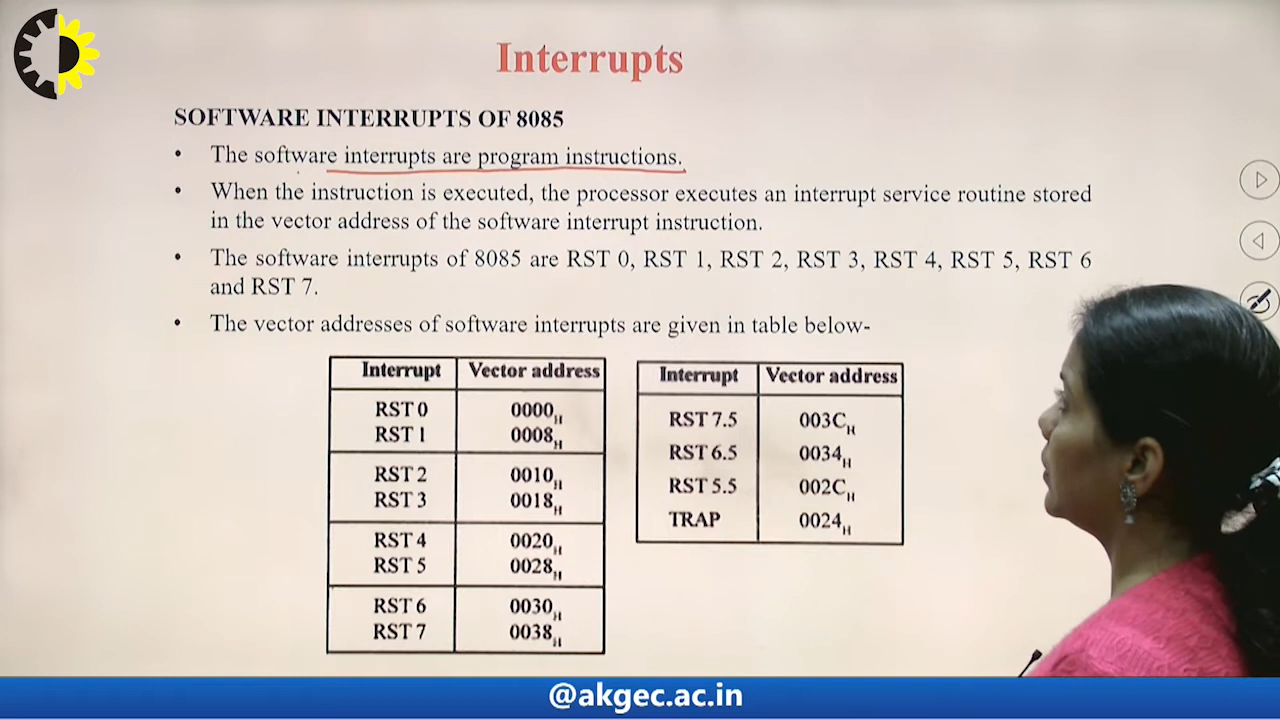 Interrupts
SOFTWARE INTERRUPTS OF 8085
• The software interrupts are program instructions.
• When the instruction is executed, the processor executes an interrupt service routine stored
in the vector address of the software interrupt instruction.
• The software interrupts of 8085 are RST 0, RST 1, RST 2, RST 3, RST 4, RST 5, RST 6
and RST 7.
• The vector addresses of software interrupts are given in table below-
Interrupt Vector address
RST 0 0000H
RST 1 0008H
RST 2 0010H
RST 3 0018H
RST 4 0020H
RST 5 0028H
RST 6 0030H
RST 7 0038H
Interrupt Vector address
RST 7.5 003CH
RST 6.5 0034H
RST 5.5 002CH
TRAP 0024H
@akgec.ac.in